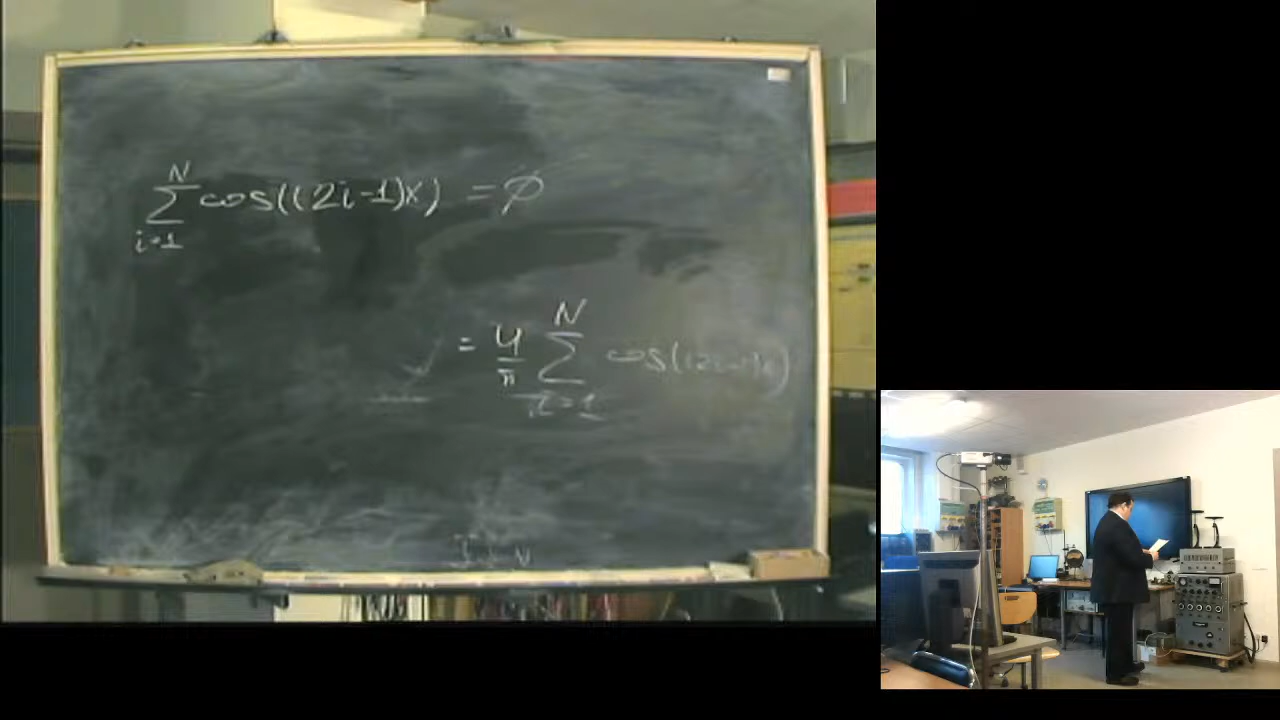 N
∑ cos((2i-1)x) = ∅
i=1
N
= 4/π ∑ cos((2i-1)x)
i=1